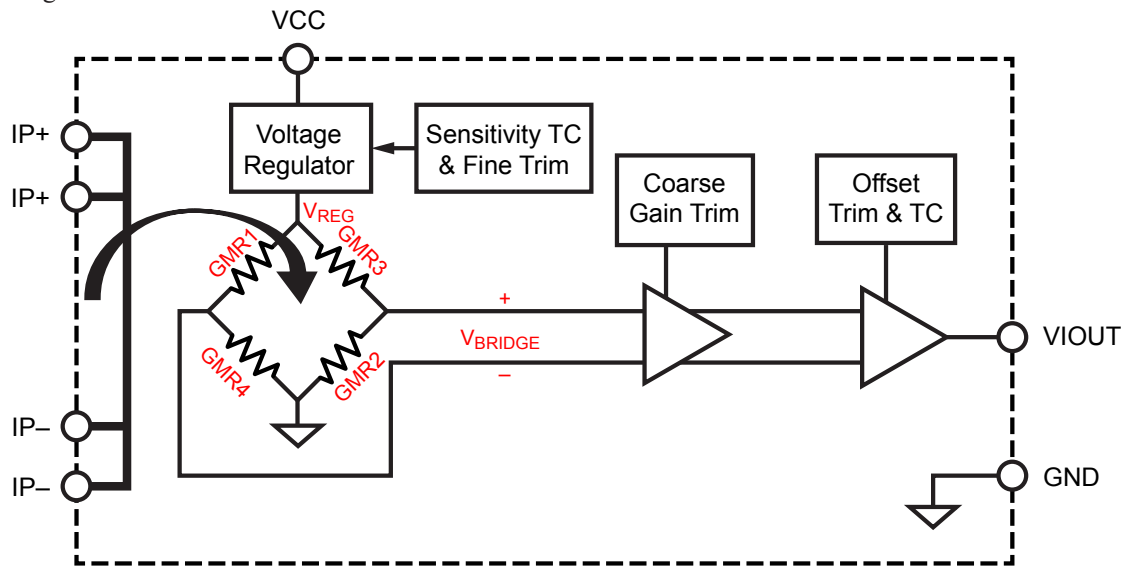 VCC
IP+
Voltage
Regulator
Sensitivity TC
& Fine Trim
IP+
Coarse
Gain Trim
Offset
Trim & TC
VREG
GMR1
GMR3
+
VBRIDGE
–
VIOUT
GMR4
GMR2
IP–
IP–
GND